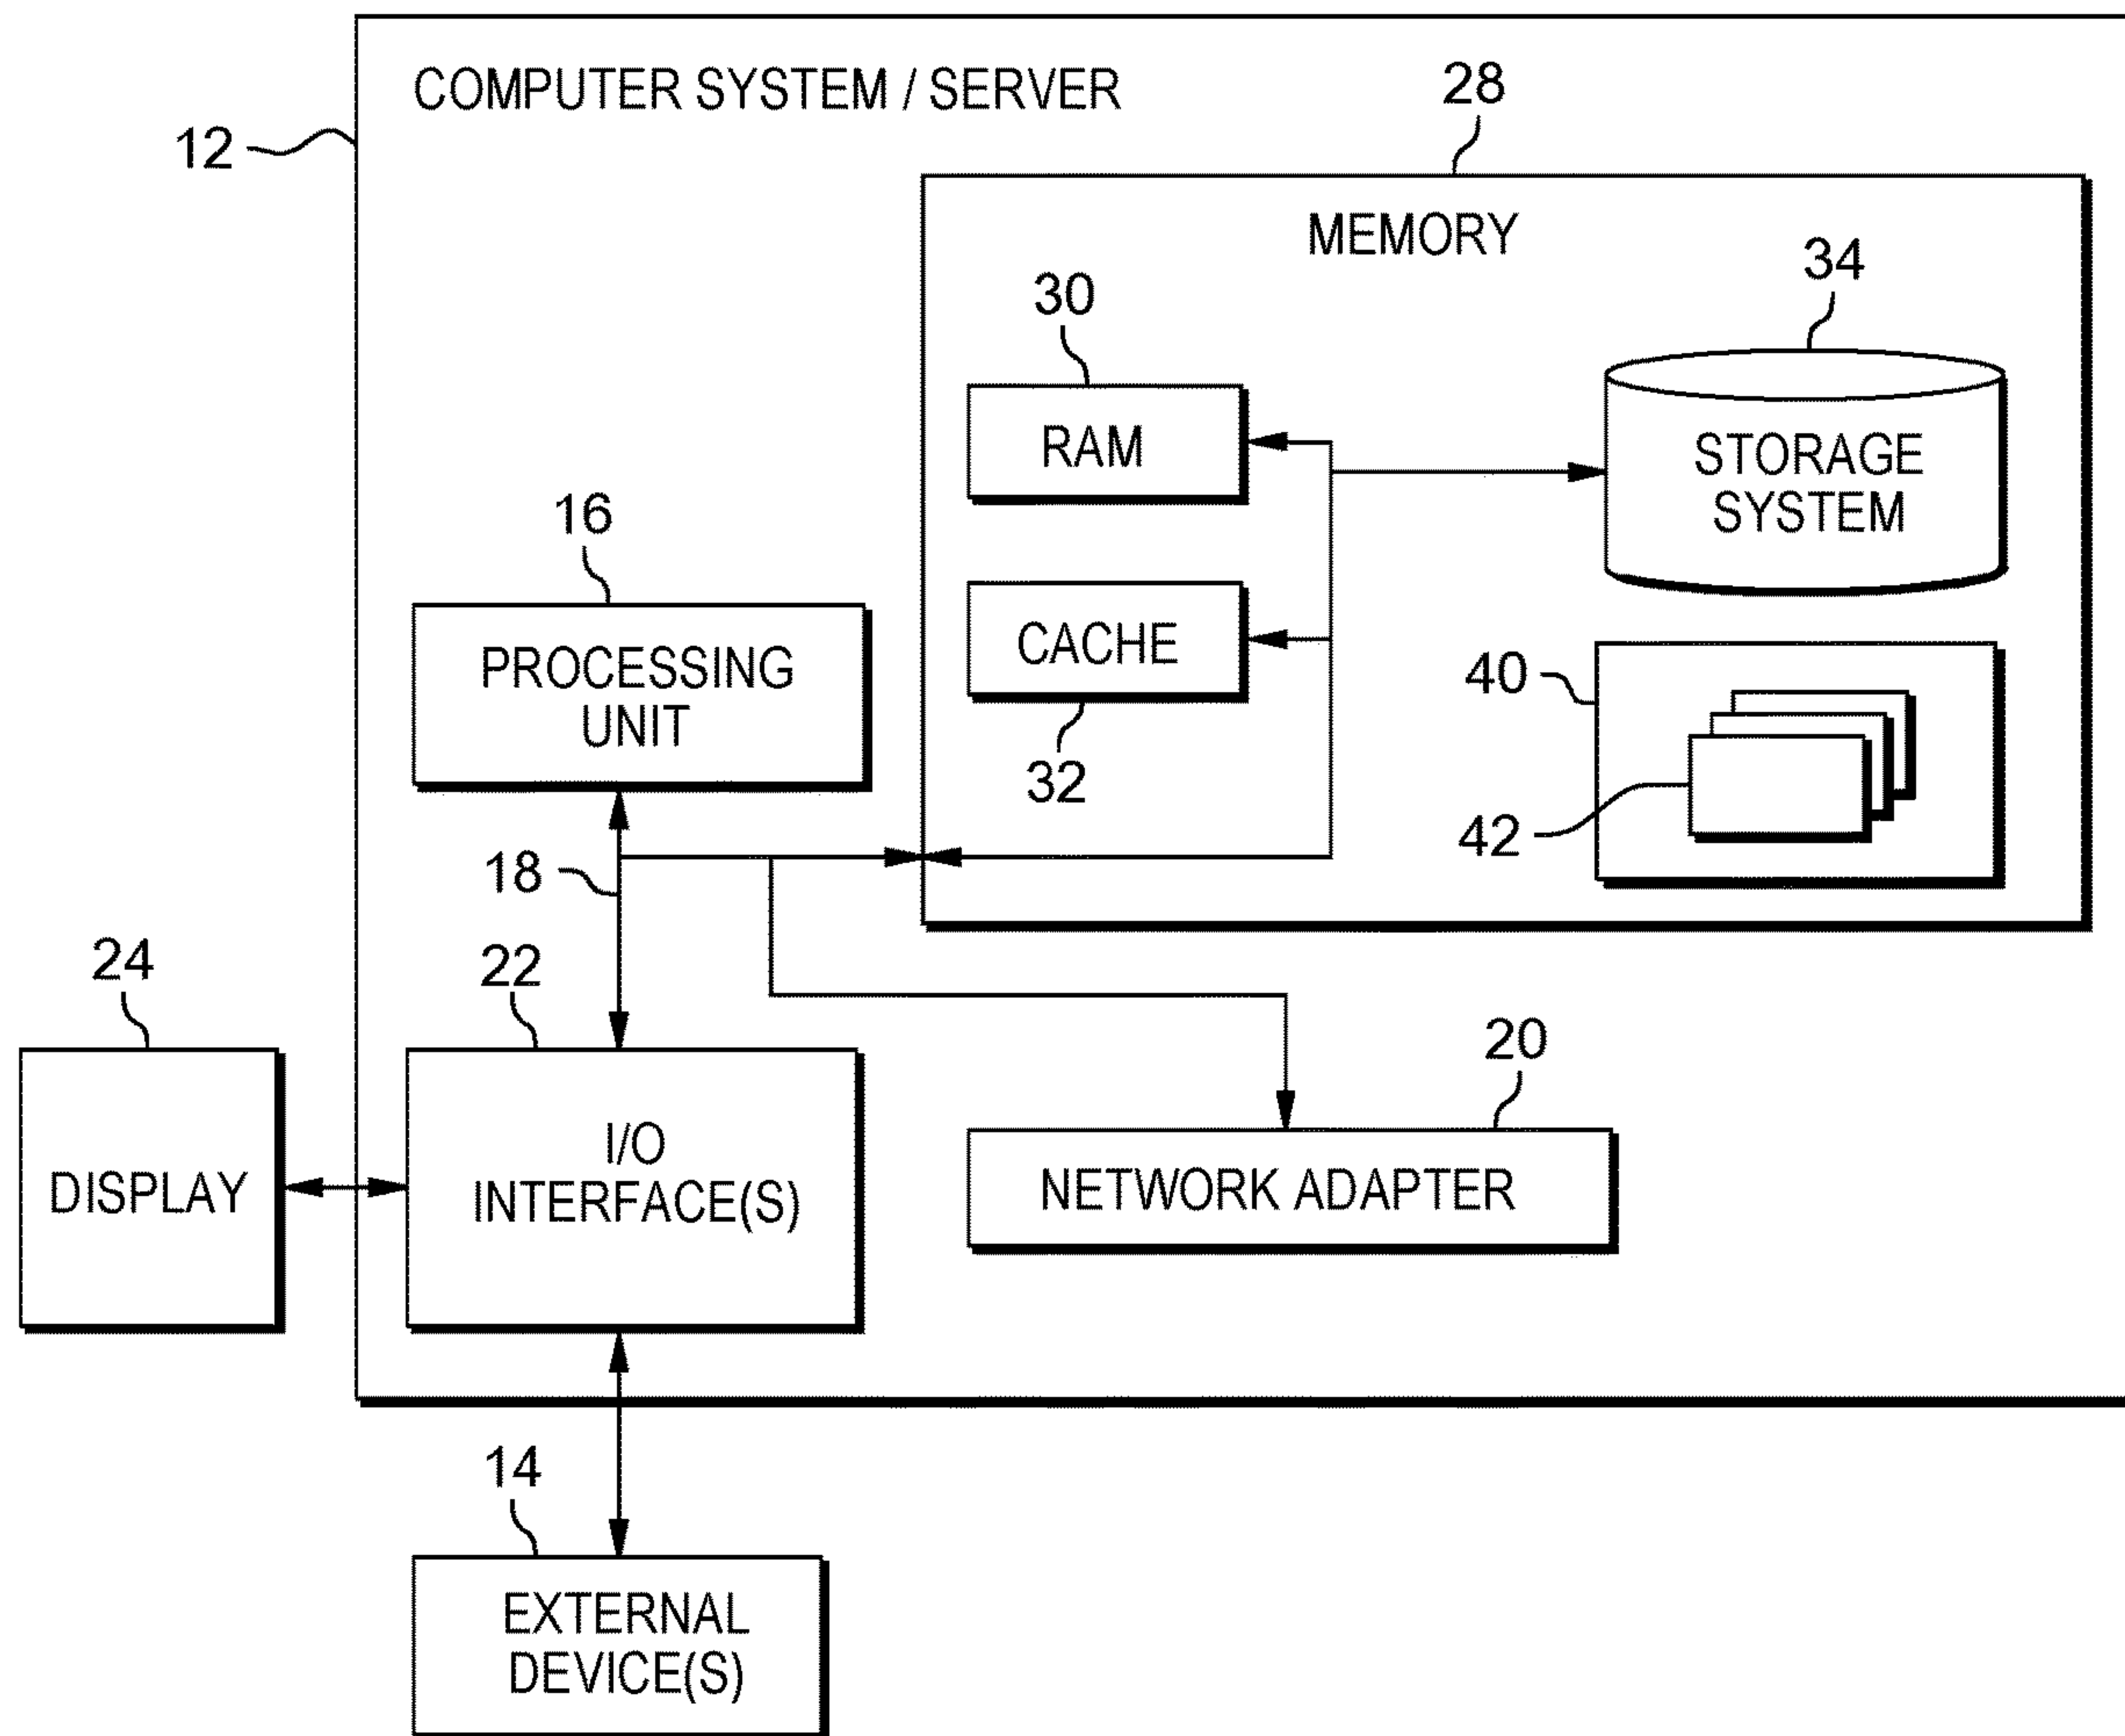 COMPUTER SYSTEM / SERVER
12
28
MEMORY
34
30
RAM
STORAGE
SYSTEM
16
PROCESSING
UNIT
CACHE
32
40
42
18
24
22
20
DISPLAY
I/O
INTERFACE(S)
NETWORK ADAPTER
14
EXTERNAL
DEVICE(S)